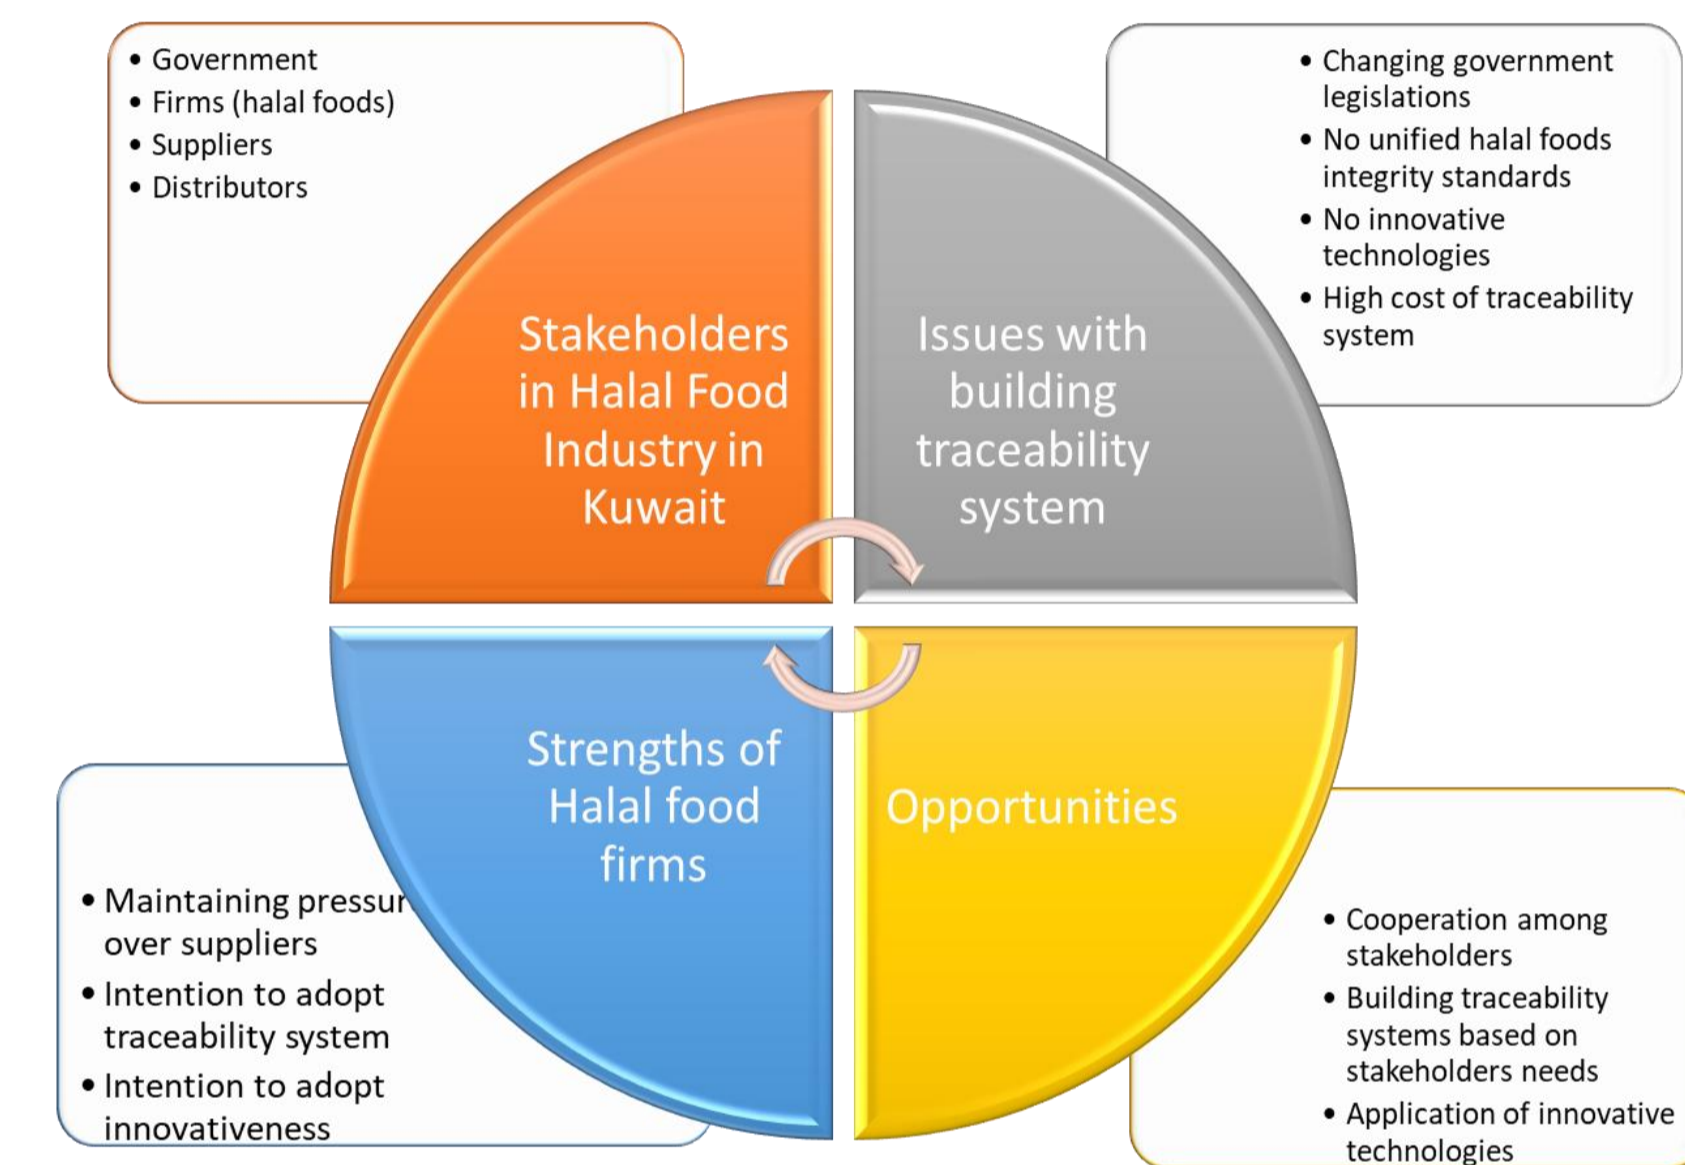 • Government
• Firms (halal foods)
• Suppliers
• Distributors
Stakeholders
in Halal Food
Industry in
Kuwait
• Changing government
legislations
• No unified halal foods
integrity standards
• No innovative
technologies
• High cost of traceability
system
Issues with
building
traceability
system
Strengths of
Halal food
firms
• Maintaining pressur
over suppliers
• Intention to adopt
traceability system
• Intention to adopt
innovativeness
Opportunities
• Cooperation among
stakeholders
• Building traceability
systems based on
stakeholders needs
• Application of innovative
technologies